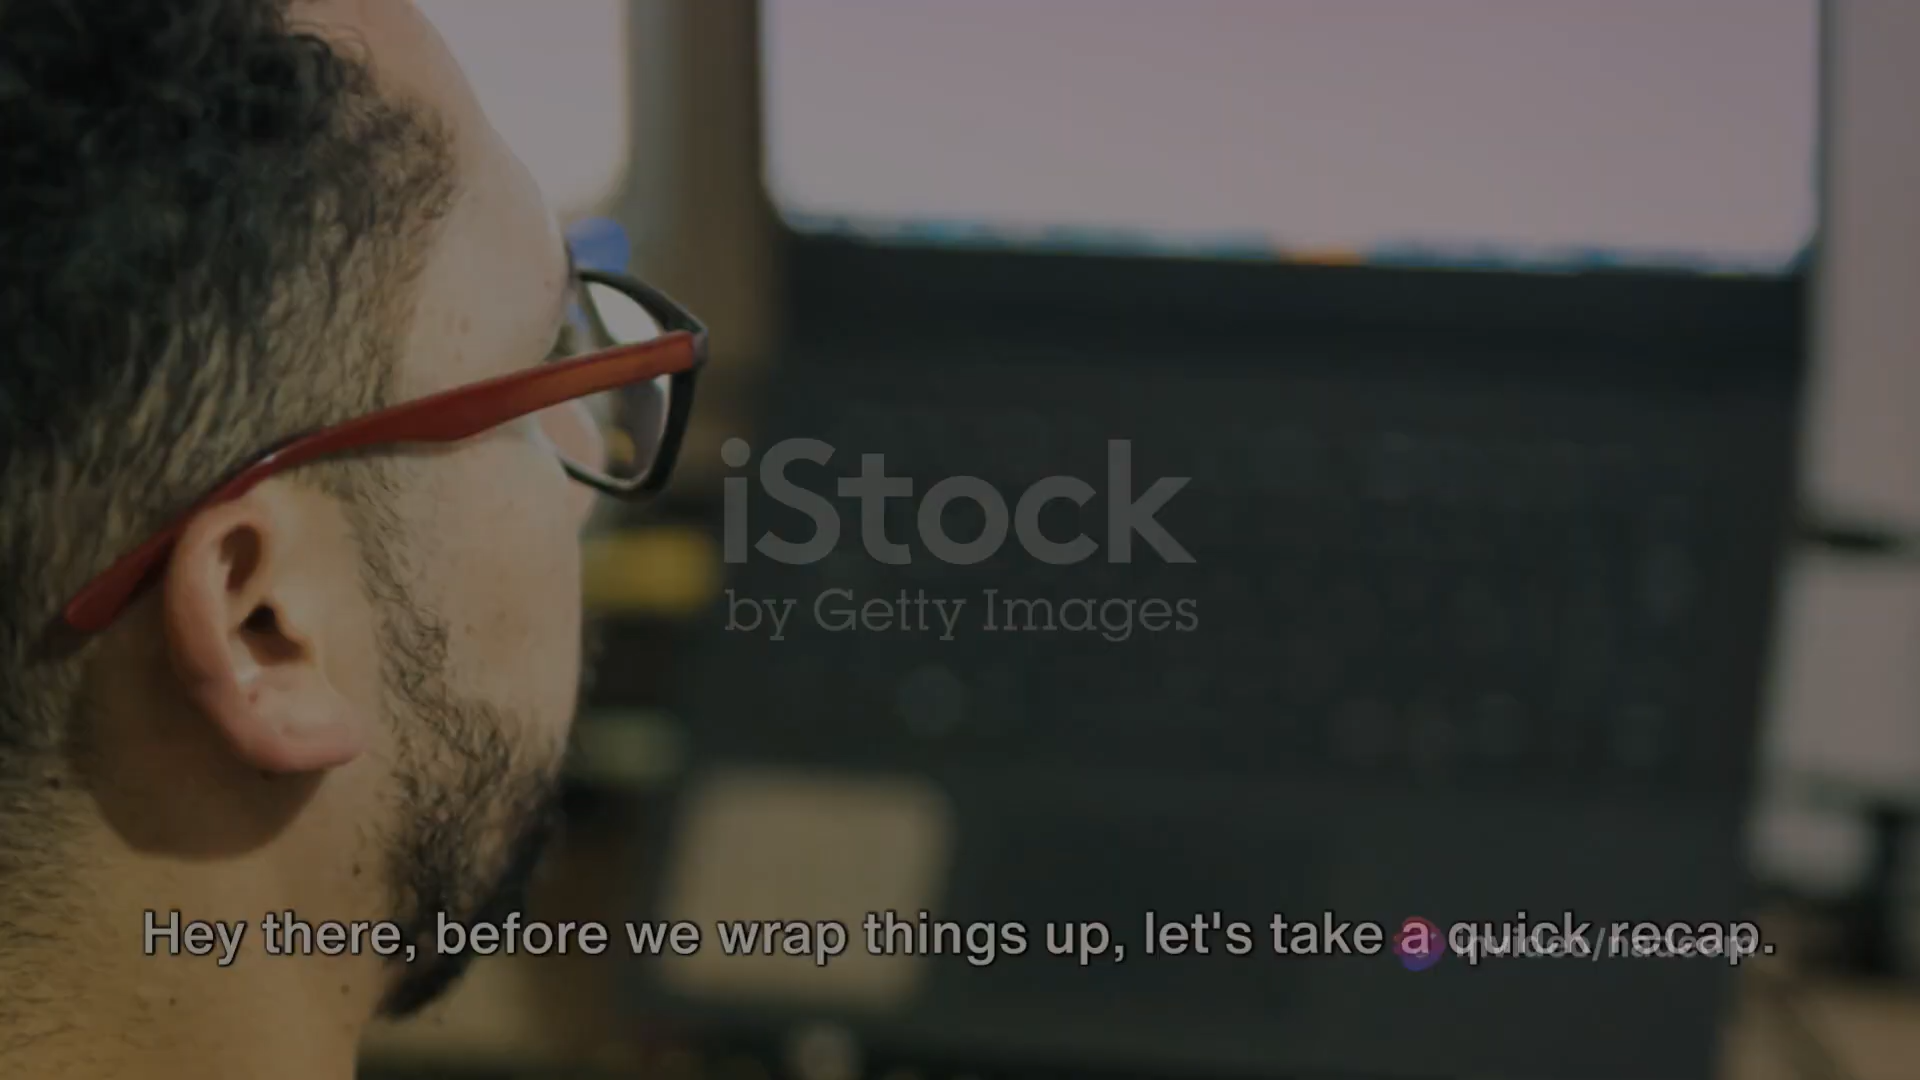 iStock
by Getty Images
Hey there, before we wrap things up, let's take a quick recap.